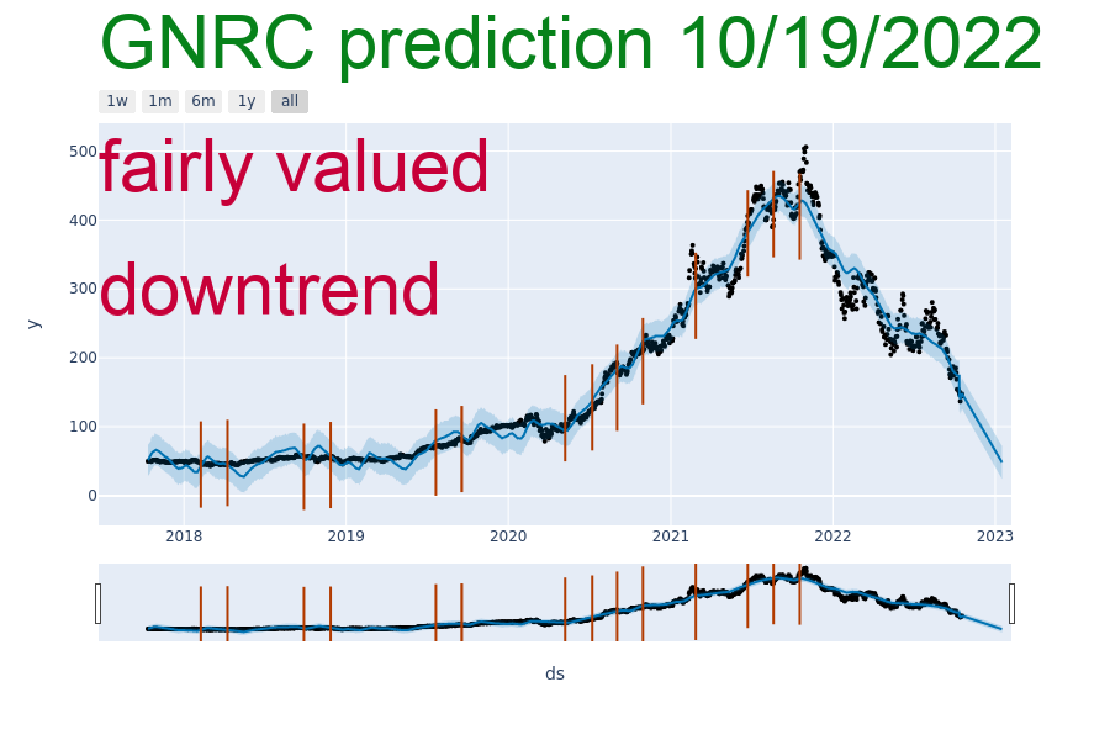 GNRC prediction 10/19/2022
1w 1m 6m 1y all
500
fairly valued
400
downtrend
300
y
200
100
0
2018 2019 2020 2021 2022 2023
ds